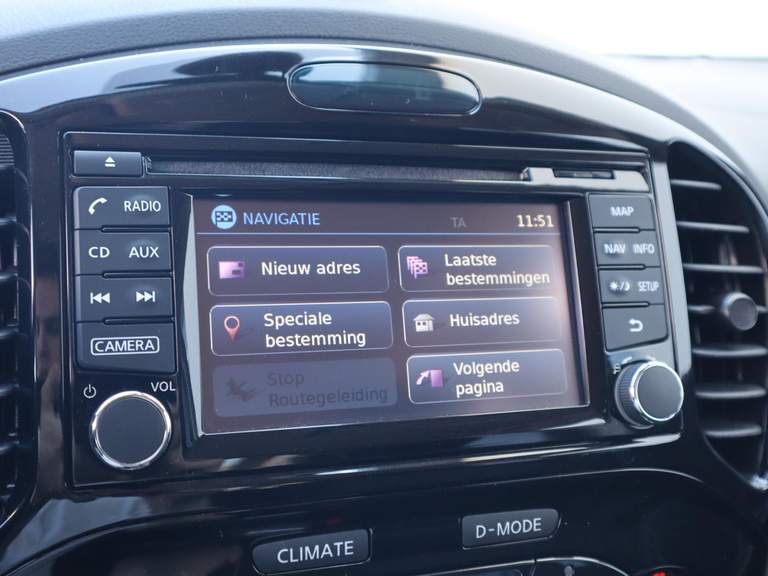 RADIO
CD AUX
CAMERA
VOL
NAVIGATIE
TA
11:51
Nieuw adres
Laatste
bestemmingen
Speciale
bestemming
Huisadres
Stop
Routegeleiding
Volgende
pagina
MAP
NAV INFO
SETUP
CLIMATE
D-MODE